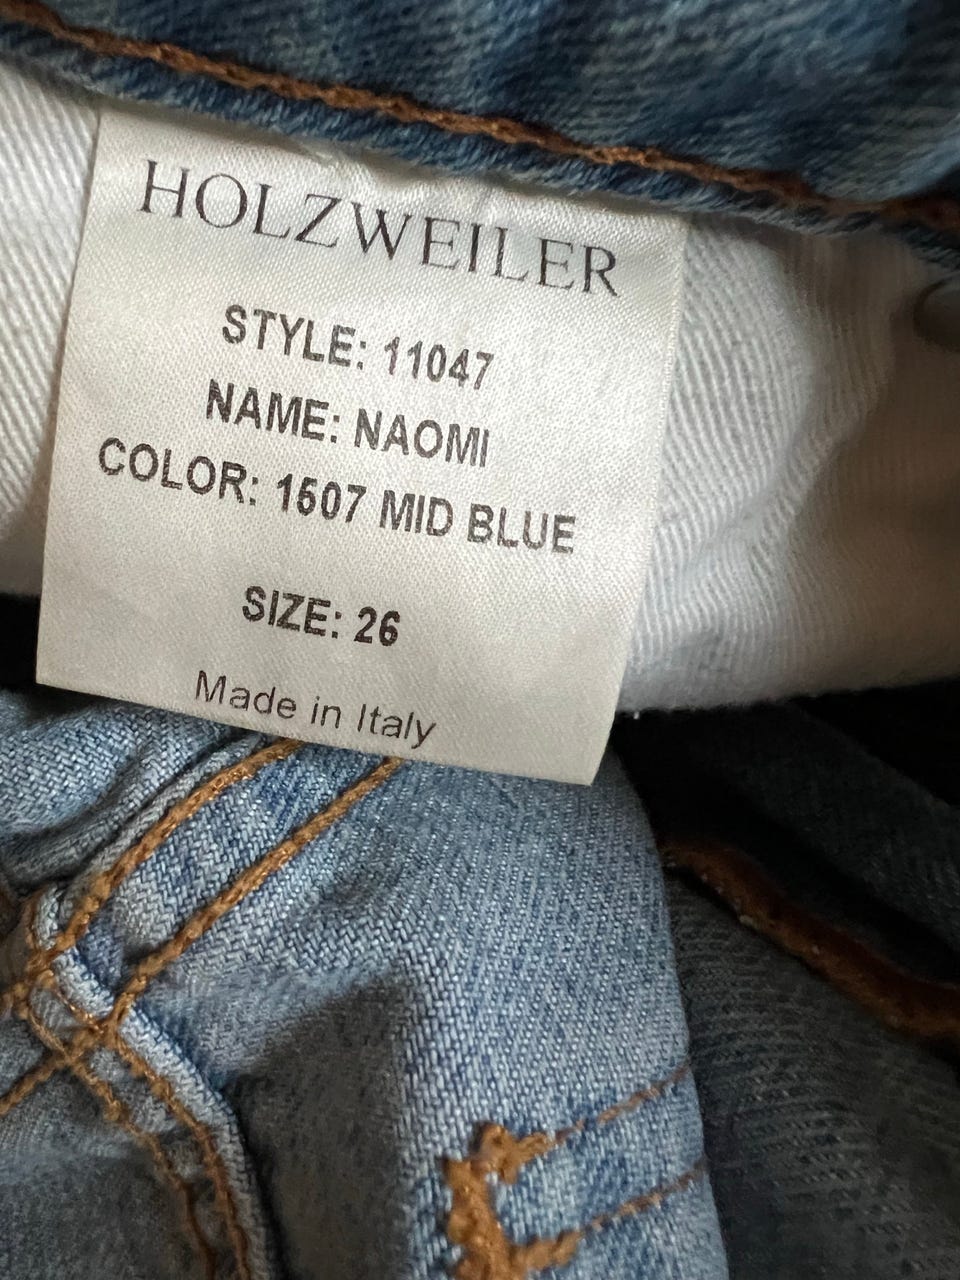 HOLZWEILER
STYLE: 11047
NAME: NAOMI
COLOR: 1507 MID BLUE
SIZE: 26
Made in Italy